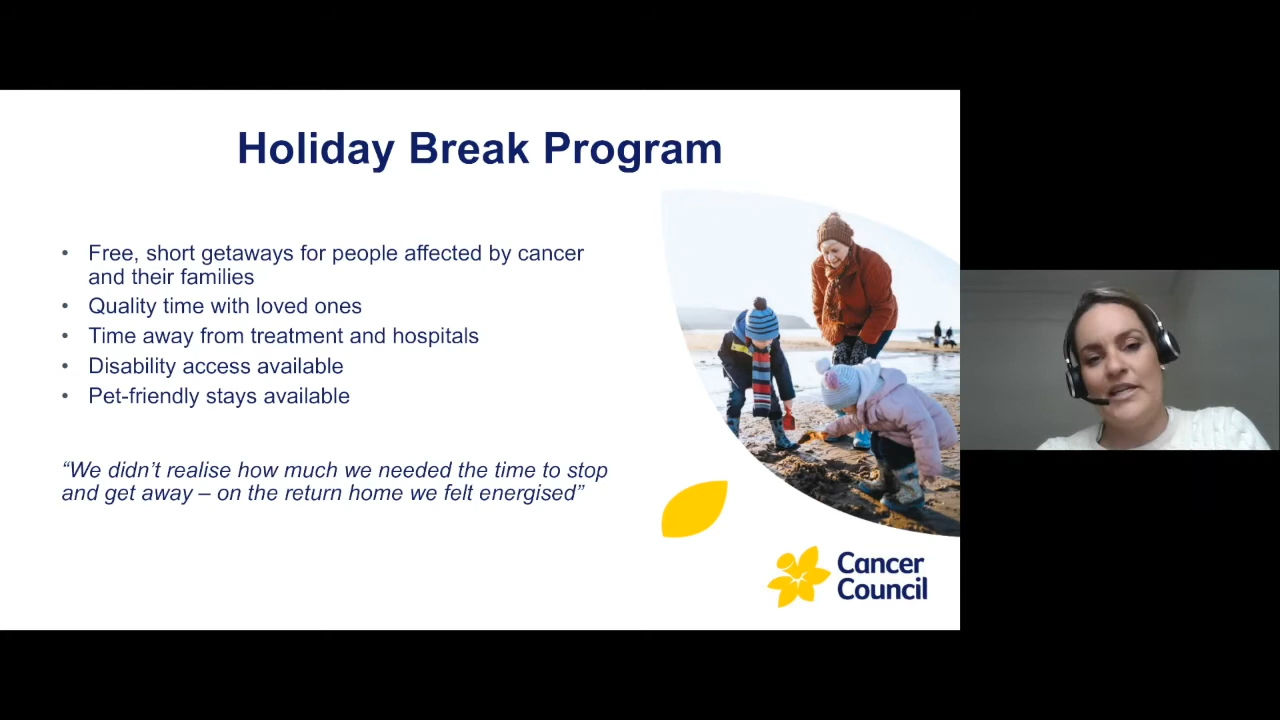 Holiday Break Program
• Free, short getaways for people affected by cancer
and their families
• Quality time with loved ones
• Time away from treatment and hospitals
• Disability access available
• Pet-friendly stays available
“We didn’t realise how much we needed the time to stop
and get away – on the return home we felt energised”
Cancer
Council